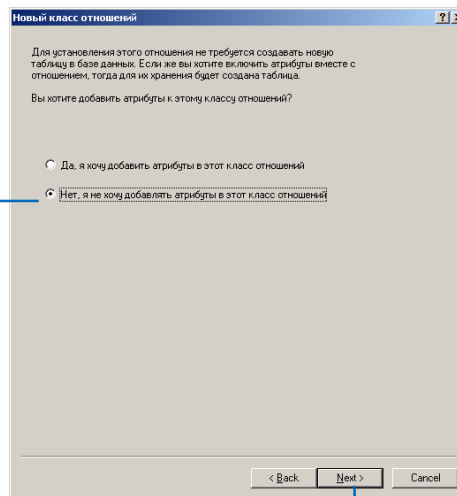 Новый класс отношений
Для установления этого отношения не требуется создавать новую
таблицу в базе данных. Если же вы хотите включить атрибуты вместе с
отношением, тогда для их хранения будет создана таблица.
Вы хотите добавить атрибуты к этому классу отношений?
Да, я хочу добавить атрибуты в этот класс отношений
Нет, я не хочу добавлять атрибуты в этот класс отношений
< Back Next > Cancel